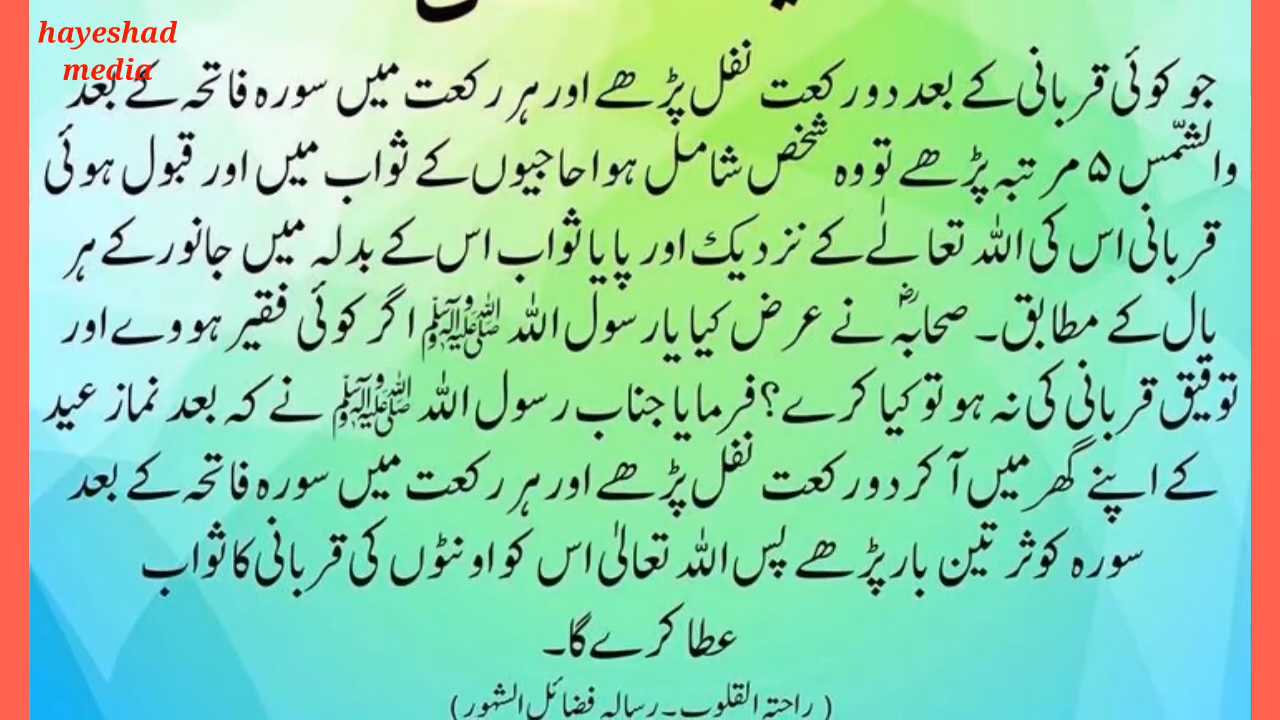 hayeshad
media
جو کوئی قربانی کے بعد دو رکعت نفل پڑھے اور ہر رکعت میں سورہ فاتحہ کے بعد
والشّمس ۵ مرتبہ پڑھے تو وہ شخص شامل ہوا حاجیوں کے ثواب میں اور قبول ہوئی
قربانی اس کی اللہ تعالےٰ کے نزدیک اور پایا ثواب اس کے بدلہ میں جانور کے ہر
بال کے مطابق۔ صحابہؓ نے عرض کیا یا رسول اللہ ﷺ اگر کوئی فقیر ہووے اور
توفیق قربانی کی نہ ہو تو کیا کرے؟ فرمایا جناب رسول اللہ ﷺ نے کہ بعد نماز عید
کے اپنے گھر میں آ کر دو رکعت نفل پڑھے اور ہر رکعت میں سورہ فاتحہ کے بعد
سورہ کوثر تین بار پڑھے پس اللہ تعالیٰ اس کو اونٹوں کی قربانی کا ثواب
عطا کرے گا۔
( راحتہ القلوب۔ رسالہ فضائل الشہور)